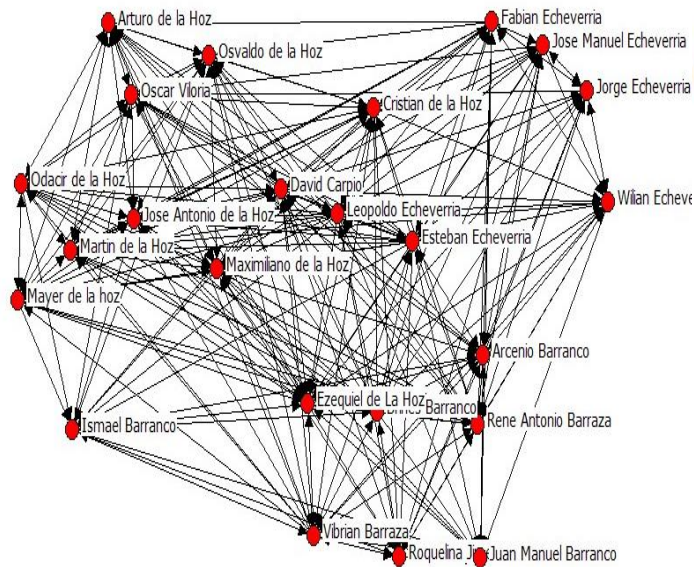 Arturo de la Hoz
Fabian Echeverria
Jose Manuel Echeverria
Osvaldo de la Hoz
Jorge Echeverria
Oscar Viloria
Cristian de la Hoz
Odacir de la Hoz
David Carpio
Wilian Echeve
Jose Antonio de la Hoz
Leopoldo Echeverria
Esteban Echeverria
Martin de la Hoz
Maximiliano de la Hoz
Mayer de la hoz
Arcenio Barranco
Ezequiel de La Hoz
Barranco
Rene Antonio Barraza
Ismael Barranco
Vibrian Barraza
Roquelina
Juan Manuel Barranco